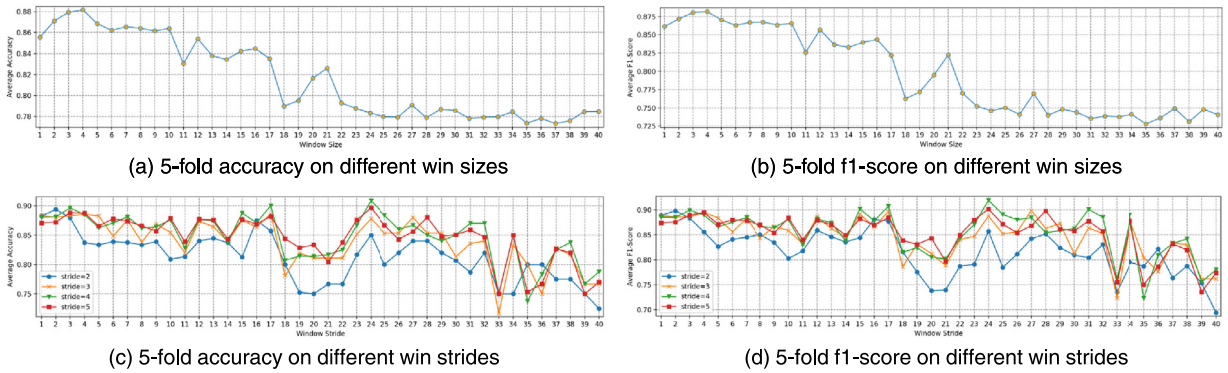 0.88
0.86
0.84
0.82
0.80
0.78
Average Accuracy
1 2 3 4 5 6 7 8 9 10 11 12 13 14 15 16 17 18 19 20 21 22 23 24 25 26 27 28 29 30 31 32 33 34 35 36 37 38 39 40
Window Size
(a) 5-fold accuracy on different win sizes
0.875
0.850
0.825
0.800
0.775
0.750
0.725
Average F1-Score
1 2 3 4 5 6 7 8 9 10 11 12 13 14 15 16 17 18 19 20 21 22 23 24 25 26 27 28 29 30 31 32 33 34 35 36 37 38 39 40
Window Size
(b) 5-fold f1-score on different win sizes
0.90
0.85
0.80
0.75
Average Accuracy
stride=2
stride=3
stride=4
stride=5
1 2 3 4 5 6 7 8 9 10 11 12 13 14 15 16 17 18 19 20 21 22 23 24 25 26 27 28 29 30 31 32 33 34 35 36 37 38 39 40
Window Stride
(c) 5-fold accuracy on different win strides
0.90
0.85
0.80
0.75
0.70
Average F1-Score
stride=2
stride=3
stride=4
stride=5
1 2 3 4 5 6 7 8 9 10 11 12 13 14 15 16 17 18 19 20 21 22 23 24 25 26 27 28 29 30 31 32 33 34 35 36 37 38 39 40
Window Stride
(d) 5-fold f1-score on different win strides